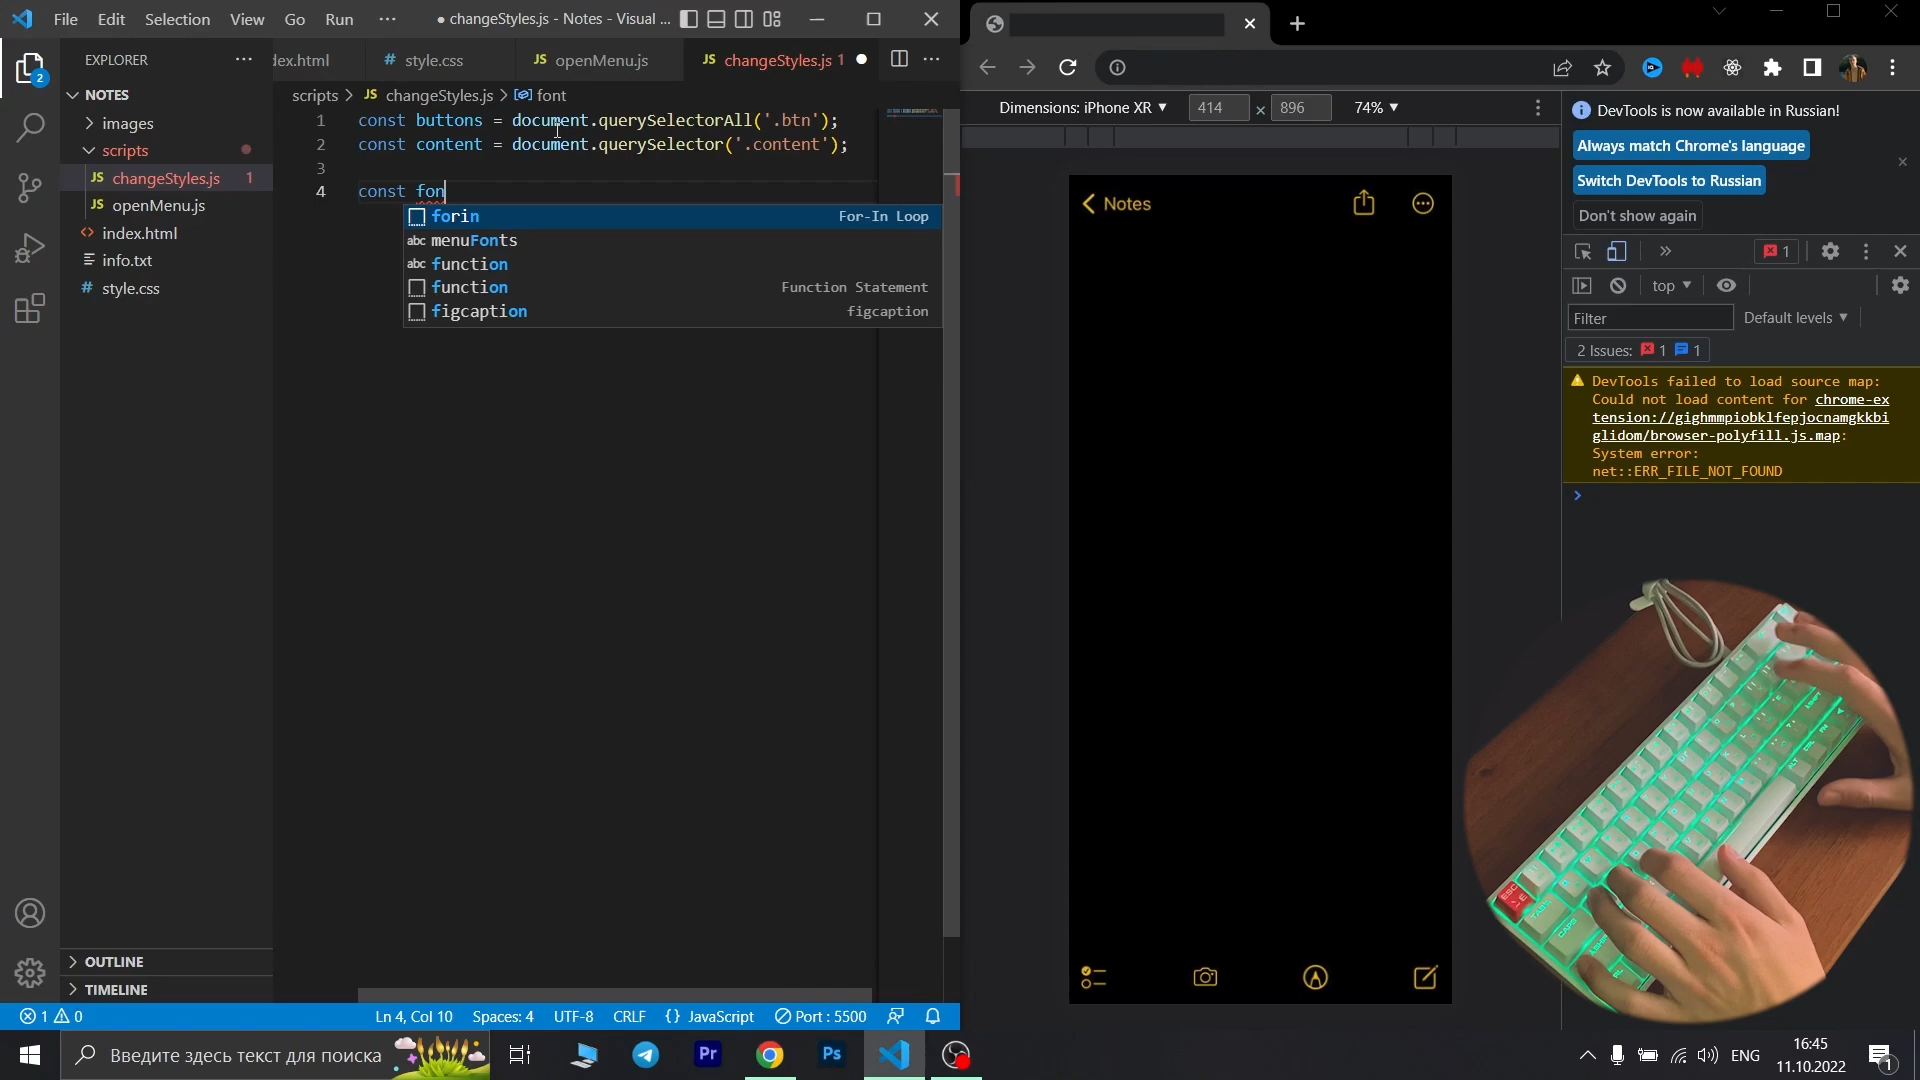 File Edit Selection View Go Run ···
● changeStyles.js - Notes - Visual ...
EXPLORER
NOTES
images
scripts
JS changeStyles.js 1
JS openMenu.js
<> index.html
info.txt
# style.css
OUTLINE
TIMELINE
2
dex.html
# style.css
JS openMenu.js
JS changeStyles.js 1
scripts > JS changeStyles.js > font
1 const buttons = document.querySelectorAll('.btn');
2 const content = document.querySelector('.content');
3
4 const fon
forin For-In Loop
abc menuFonts
abc function
function Function Statement
figcaption figcaption
1 0 Ln 4, Col 10 Spaces: 4 UTF-8 CRLF {} JavaScript Port : 5500
Dimensions: iPhone XR 414 × 896 74%
Notes
DevTools is now available in Russian!
Always match Chrome's language
Switch DevTools to Russian
Don't show again
1
top
Filter Default levels
2 Issues: 1 1
DevTools failed to load source map:
Could not load content for chrome-ex
tension://gighmmpiobklfepjocnamgkkbi
glidom/browser-polyfill.js.map:
System error:
net::ERR_FILE_NOT_FOUND
ESC
CAPS
ALT
FN
Введите здесь текст для поиска
Pr
Ps
ENG
16:45
11.10.2022
1